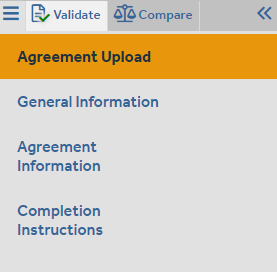 Validate Compare
Agreement Upload
General Information
Agreement
Information
Completion
Instructions